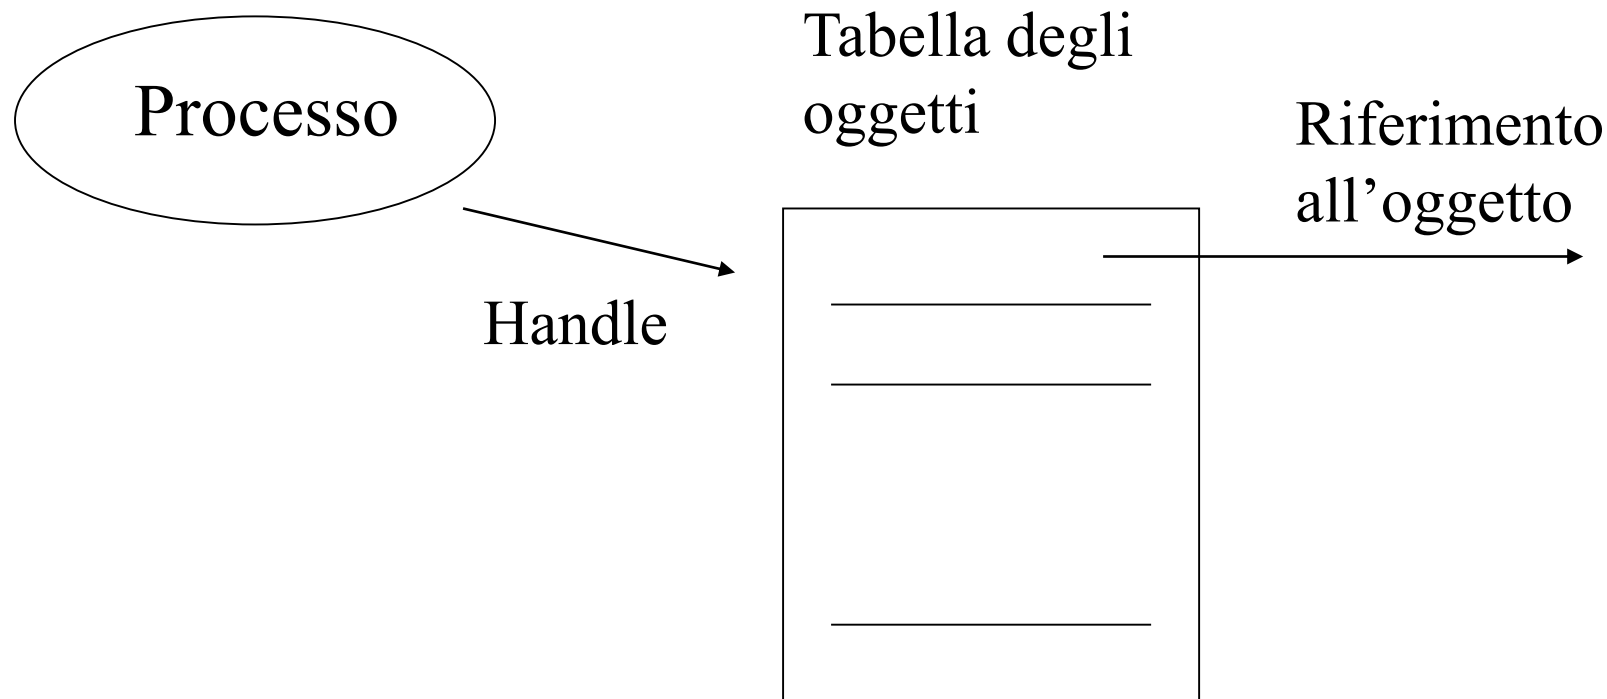 Processo
Tabella degli
oggetti
Riferimento
all’oggetto
Handle